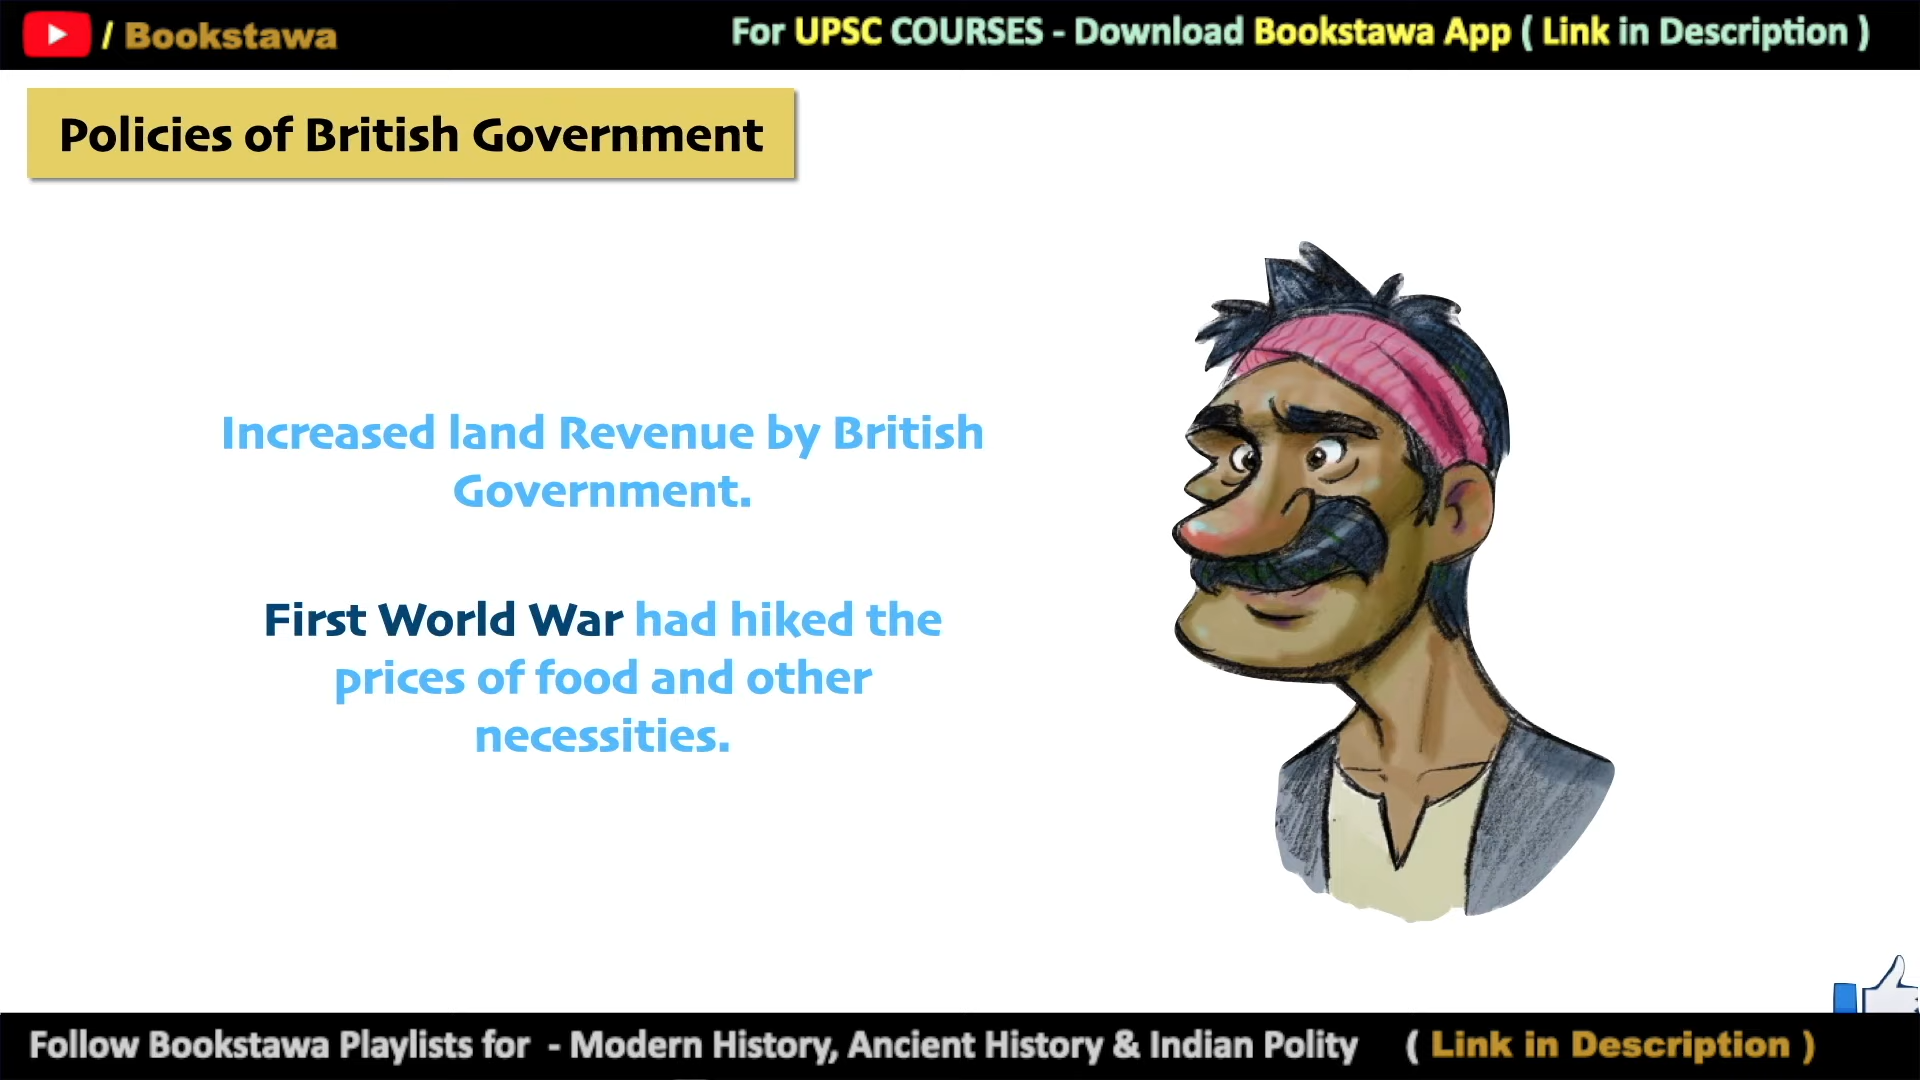 / Bookstawa
For UPSC COURSES - Download Bookstawa App ( Link in Description )
Policies of British Government
Increased land Revenue by British
Government.
First World War had hiked the
prices of food and other
necessities.
Follow Bookstawa Playlists for - Modern History, Ancient History & Indian Polity ( Link in Description )